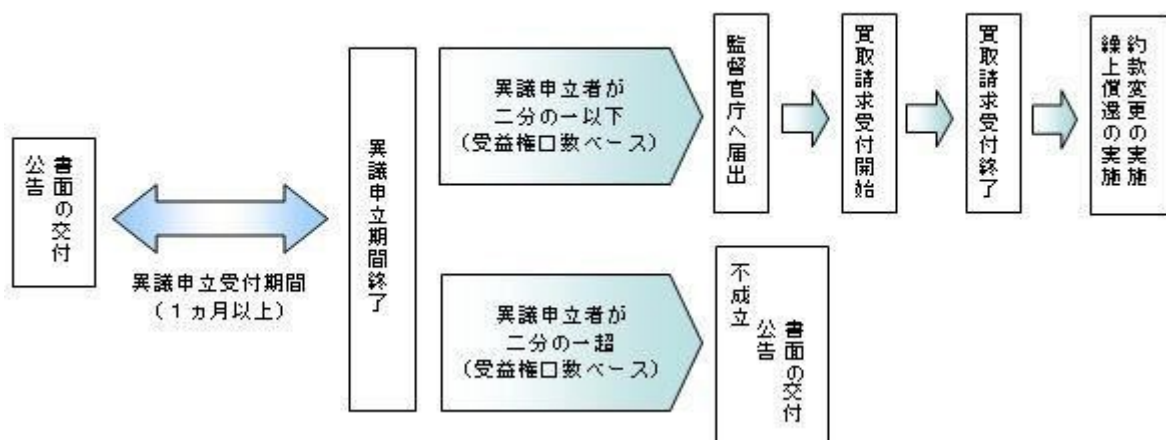 書面の交付
公告
異議申立受付期間
（１ヵ月以上）
異議申立期間終了
異議申立者が
二分の一以下
（受益権口数ベース）
監督官庁へ届出
買取請求受付開始
買取請求受付終了
約款変更の実施
繰上償還の実施
異議申立者が
二分の一超
（受益権口数ベース）
不成立
書面の交付
公告